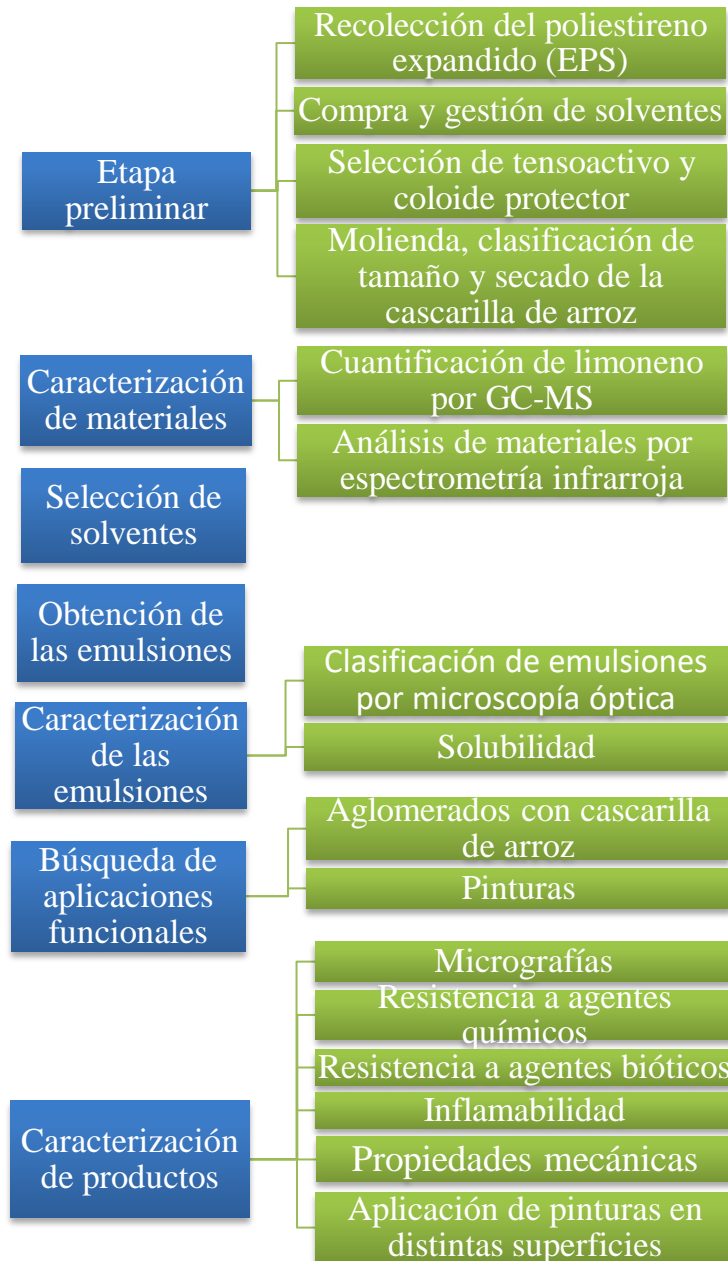 Etapa
preliminar
Recolección del poliestireno
expandido (EPS)
Compra y gestión de solventes
Selección de tensoactivo y
coloide protector
Molienda, clasificación de
tamaño y secado de la
cascarilla de arroz
Caracterización
de materiales
Cuantificación de limoneno
por GC-MS
Análisis de materiales por
espectrometría infrarroja
Selección de
solventes
Obtención de
las emulsiones
Caracterización
de las
emulsiones
Clasificación de emulsiones
por microscopía óptica
Solubilidad
Búsqueda de
aplicaciones
funcionales
Aglomerados con cascarilla
de arroz
Pinturas
Caracterización
de productos
Micrografías
Resistencia a agentes
químicos
Resistencia a agentes bióticos
Inflamabilidad
Propiedades mecánicas
Aplicación de pinturas en
distintas superficies